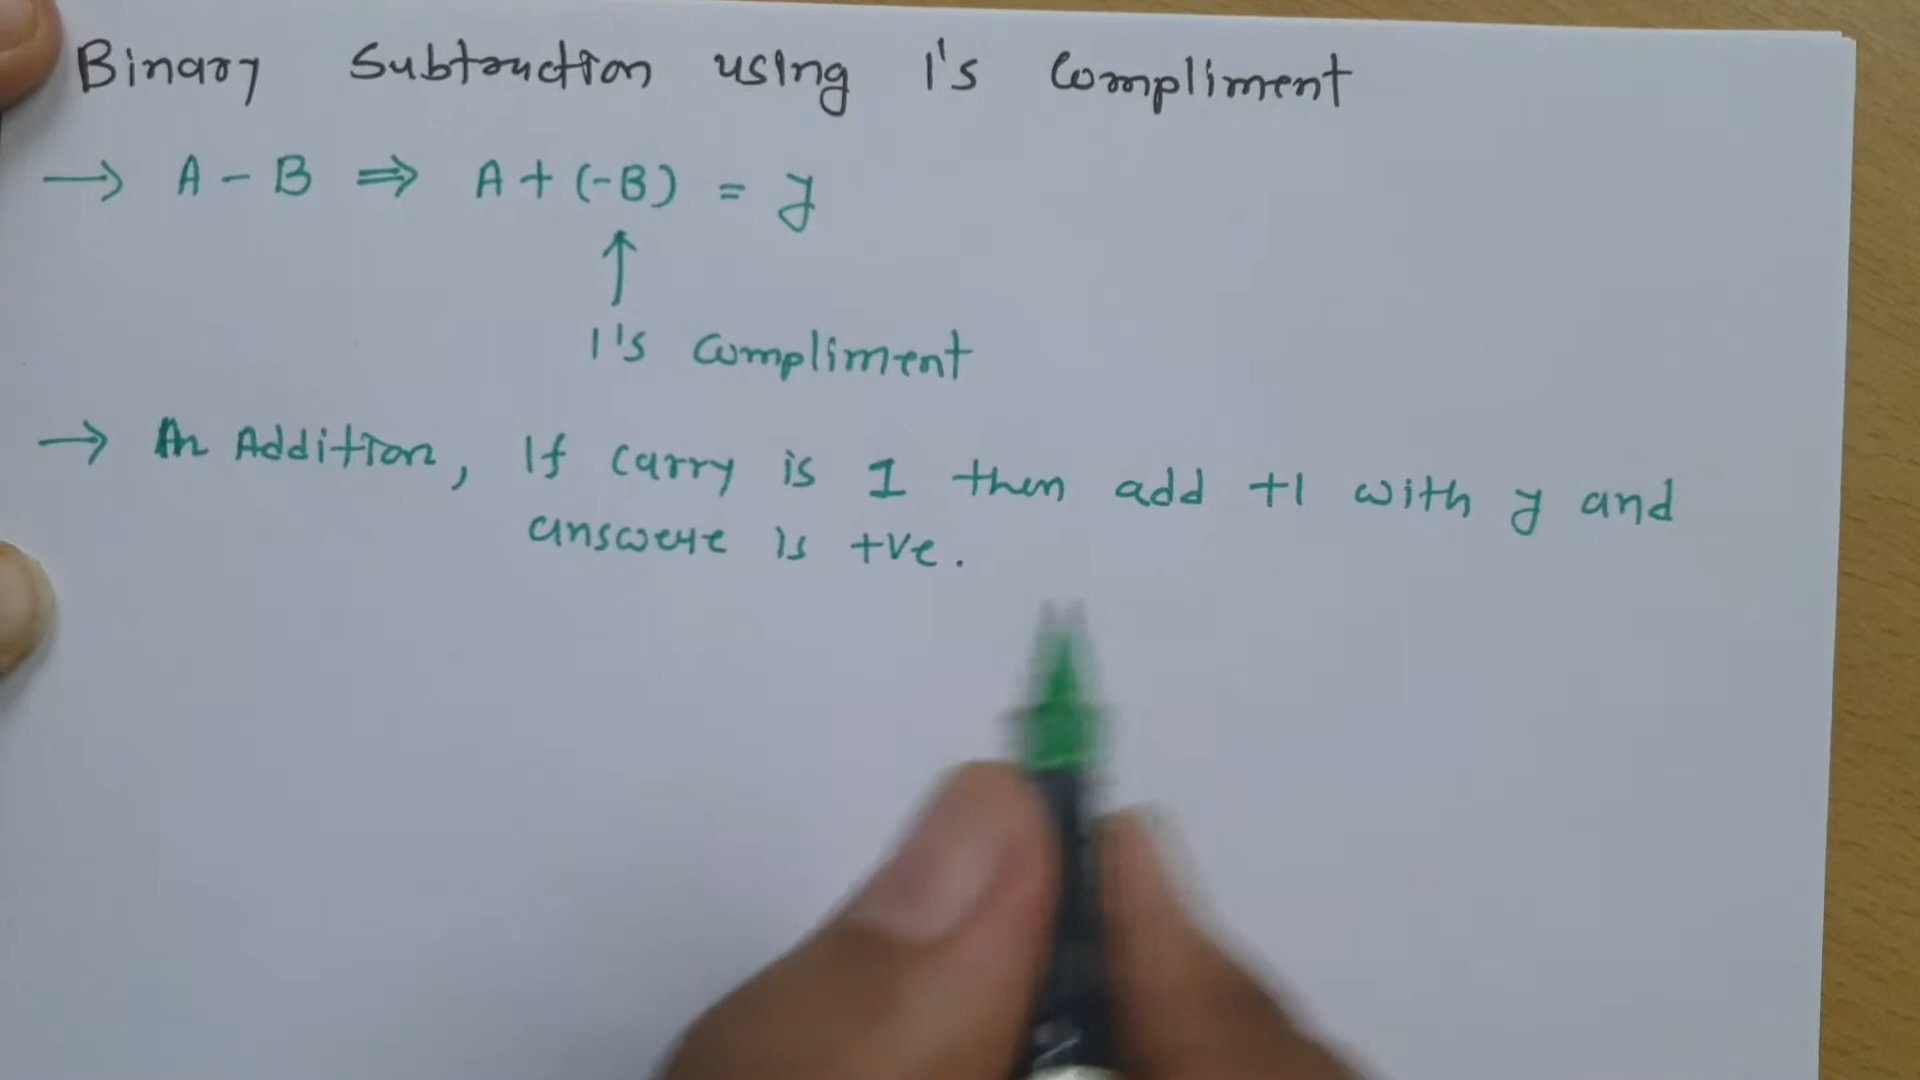 Binary Subtraction using 1's Compliment
→ A - B ⇒ A + (-B) = y
↑
1's Compliment
→ In Addition, If carry is 1 then add +1 with y and
answere is +ve.